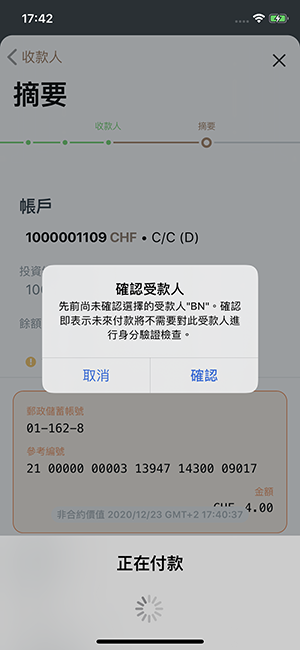 17:42
收款人
摘要
收款人 摘要
帳戶
1000001109 CHF • C/C (D)
投資
10
餘額
確認受款人
先前尚未確認選擇的受款人"BN"。確認
即表示未來付款將不需要對此受款人進
行身分驗證檢查。
取消 確認
郵政儲蓄帳號
01-162-8
參考編號
21 00000 00003 13947 14300 09017
金額
CHF 4.00
非合約價值 2020/12/23 GMT+2 17:40:37
正在付款